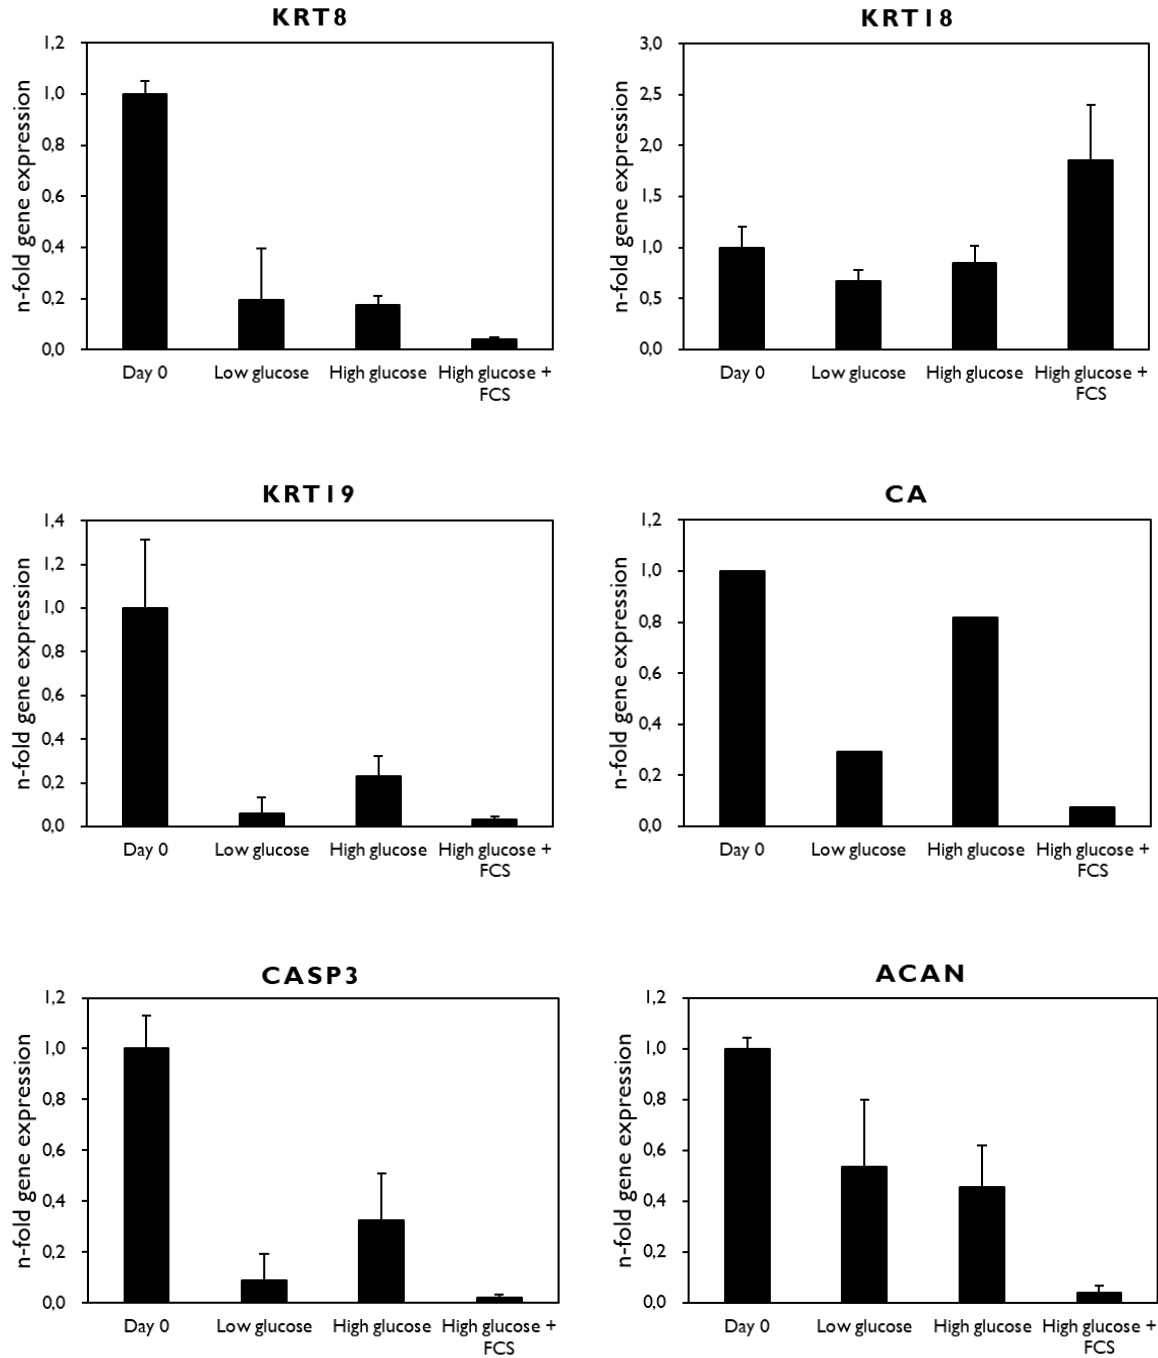 KRT8
n-fold gene expression
1,2
1,0
0,8
0,6
0,4
0,2
0,0
Day 0 Low glucose High glucose High glucose +
FCS
KRT18
n-fold gene expression
3,0
2,5
2,0
1,5
1,0
0,5
0,0
Day 0 Low glucose High glucose High glucose +
FCS
KRT19
n-fold gene expression
1,4
1,2
1,0
0,8
0,6
0,4
0,2
0,0
Day 0 Low glucose High glucose High glucose +
FCS
CA
n-fold gene expression
1,2
1,0
0,8
0,6
0,4
0,2
0,0
Day 0 Low glucose High glucose High glucose +
FCS
CASP3
n-fold gene expression
1,2
1,0
0,8
0,6
0,4
0,2
0,0
Day 0 Low glucose High glucose High glucose +
FCS
ACAN
n-fold gene expression
1,2
1,0
0,8
0,6
0,4
0,2
0,0
Day 0 Low glucose High glucose High glucose +
FCS